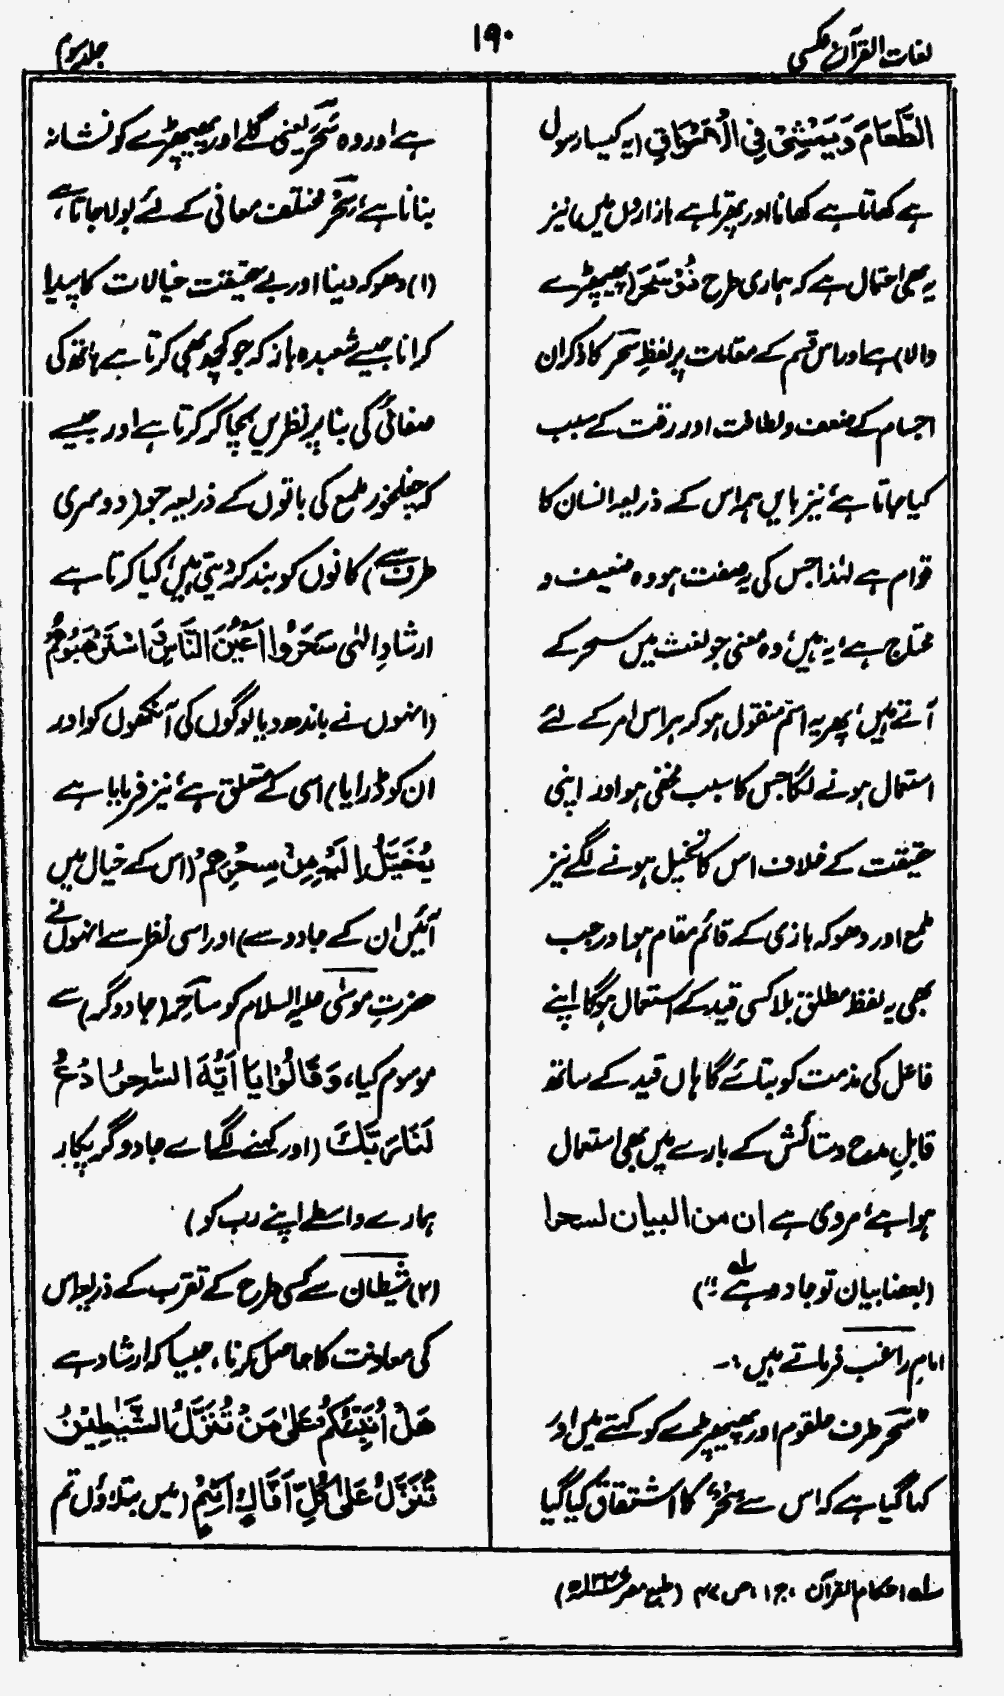 لغات القرآن عکسی
۱۹۰
جلد سوم
الطَّعَامَ وَيَمْشِيْ فِي الْاَسْوَاقِ (یہ کیسا رسول
ہے کھاتا ہے کھانا اور پھرتا ہے بازاروں میں) نیز
یہ بھی احتمال ہے کہ ہماری طرح ذُوْ سَحَر (پھیپھڑے
والا) ہے اور اس قسم کے مقامات پر لفظِ سحر کا ذکر ان
اجسام کے ضعف و لطافت اور رقت کے سبب
کیا جاتا ہے، نیز بایں ہمہ اس کے ذریعہ انسان کا
قوام ہے لہٰذا جس کی یہ صفت ہو وہ ضعیف و
محتاج ہے، یہ ہیں، وہ معنی جو لغت میں سحر کے
آتے ہیں، پھر یہ اسم منقول ہو کر ہر اس امر کے لئے
استعمال ہونے لگا جس کا سبب مخفی ہو اور اپنی
حقیقت کے خلاف اس کا تخیل ہونے لگے نیز
ملمع اور دھوکہ بازی کے قائم مقام ہو اور جب
بھی یہ لفظ مطلق بلا کسی قید کے استعمال ہوگا اپنے
فاعل کی مذمت کو بتائے گا ہاں قید کے ساتھ
قابلِ مدح و ستائش کے بارے میں بھی استعمال
ہوا ہے، مروی ہے ان من البيان لسحرا
(بعضا بیان تو جادو ہے ؛") لہ
امام راغب فرماتے ہیں :-
"سَحر طرف حلقوم اور پھیپھڑے کو کہتے ہیں اور
کہا گیا ہے کہ اس سے سِحْر کا اشتقاق کیا گیا
ہے اور وہ سَحَر یعنی گلے اور پھیپھڑے کو نشانہ
بنانا ہے، سِحْر مختلف معانی کے لئے بولا جاتا ہے،
(۱) دھوکہ دینا اور بے حقیقت خیالات کا پیدا
کرانا جیسے شعبدہ باز کہ جو کچھ بھی کرتا ہے ہاتھ کی
صفائی کی بنا پر نظریں بچا کر کرتا ہے اور جیسے
کہ چغلخور ملمع کی باتوں کے ذریعہ جو (دوسری
طرف سے) کانوں کو بند کر دیتی ہیں، کیا کرتا ہے
ارشادِ الٰہی سَحَرُوْا اَعْيُنَ النَّاسِ وَاسْتَرْهَبُوْهُمْ
(انہوں نے باندھ دیا لوگوں کی آنکھوں کو اور
ان کو ڈرایا) اسی کے متعلق ہے، نیز فرمایا ہے
يُخَيَّلُ اِلَيْهِ مِنْ سِحْرِهِمْ (اس کے خیال میں
آئیں ان کے جادو سے) اور اسی نظر سے انہوں نے
حضرتِ موسٰی علیہ السلام کو سَاحِر (جادوگر) سے
موسوم کیا، وَقَالُوْا يَا اَيُّهَ السَّاحِرُ ادْعُ
لَنَا رَبَّكَ (اور کہنے لگے اے جادوگر پکار
ہمارے واسطے اپنے رب کو)
(۲) شیطان سے کسی طرح کے تقرب کے ذریعہ اس
کی معاونت کا حاصل کرنا، جیسا کہ ارشاد ہے
هَلْ اُنَبِّئُكُمْ عَلٰى مَنْ تَنَزَّلُ الشَّيٰطِيْنُ
تَنَزَّلُ عَلٰى كُلِّ اَفَّاكٍ اَثِيْمٍ (میں بتلاؤں تم
لہ احکام القرآن ، ج ۱ ، ص ۴۷ (طبع مصر ۱۳۴۷ھ)